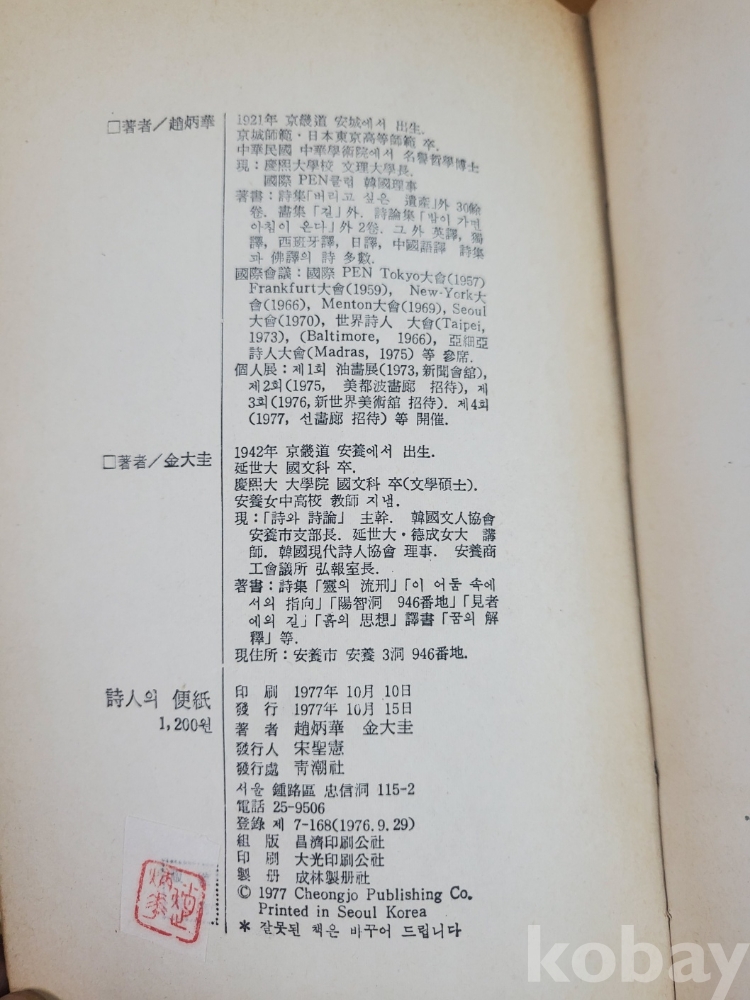 □著者/趙炳華
1921年 京畿道 安城에서 出生.
京城師範·日本東京高等師範 卒.
中華民國 中華學術院에서 名譽哲學博士
現:慶熙大學校 文理大學長.
國際 PEN클럽 韓國理事
著書:詩集「버리고 싶은 遺產」外 30餘
卷. 畵集「길」外. 詩論集「밤이 가면
아침이 온다」外 2卷. 그 外 英譯, 獨
譯, 西班牙譯, 日譯, 中國語譯 詩集
과 佛譯의 詩 多數.
國際會議:國際 PEN Tokyo大會(1957)
Frankfurt大會(1959), New-York大
會(1966), Menton大會(1969), Seoul
大會(1970), 世界詩人 大會(Taipei,
1973), (Baltimore, 1966), 亞細亞
詩人大會(Madras, 1975) 等 參席.
個人展:제1회 油畵展(1973, 新聞會館),
제2회(1975, 美都波畵廊 招待), 제
3회(1976, 新世界美術館 招待). 제4회
(1977, 선畵廊 招待) 等 開催.
□著者/金大圭
1942年 京畿道 安養에서 出生.
延世大 國文科 卒.
慶熙大 大學院 國文科 卒(文學碩士).
安養女中高校 敎師 지냄.
現:「詩와 詩論」 主幹. 韓國文人協會
安養市支部長. 延世大·德成女大 講
師. 韓國現代詩人協會 理事. 安養商
工會議所 弘報室長.
著書:詩集「靈의 流刑」「이 어둠 속에
서의 指向」「陽智洞 946番地」「見者
에의 길」「흙의 思想」譯書「꿈의 解
釋」等.
現住所:安養市 安養 3洞 946番地.
詩人의 便紙
1,200원
印 刷 1977年 10月 10日
發 行 1977年 10月 15日
著 者 趙炳華 金大圭
發行人 宋聖憲
發行處 靑潮社
서울 鍾路區 忠信洞 115-2
電話 25-9506
登錄 제 7-168(1976.9.29)
組 版 昌濟印刷公社
印 刷 大光印刷公社
製 册 成林製册社
© 1977 Cheongjo Publishing Co.
Printed in Seoul Korea
* 잘못된 책은 바꾸어 드립니다
kobay